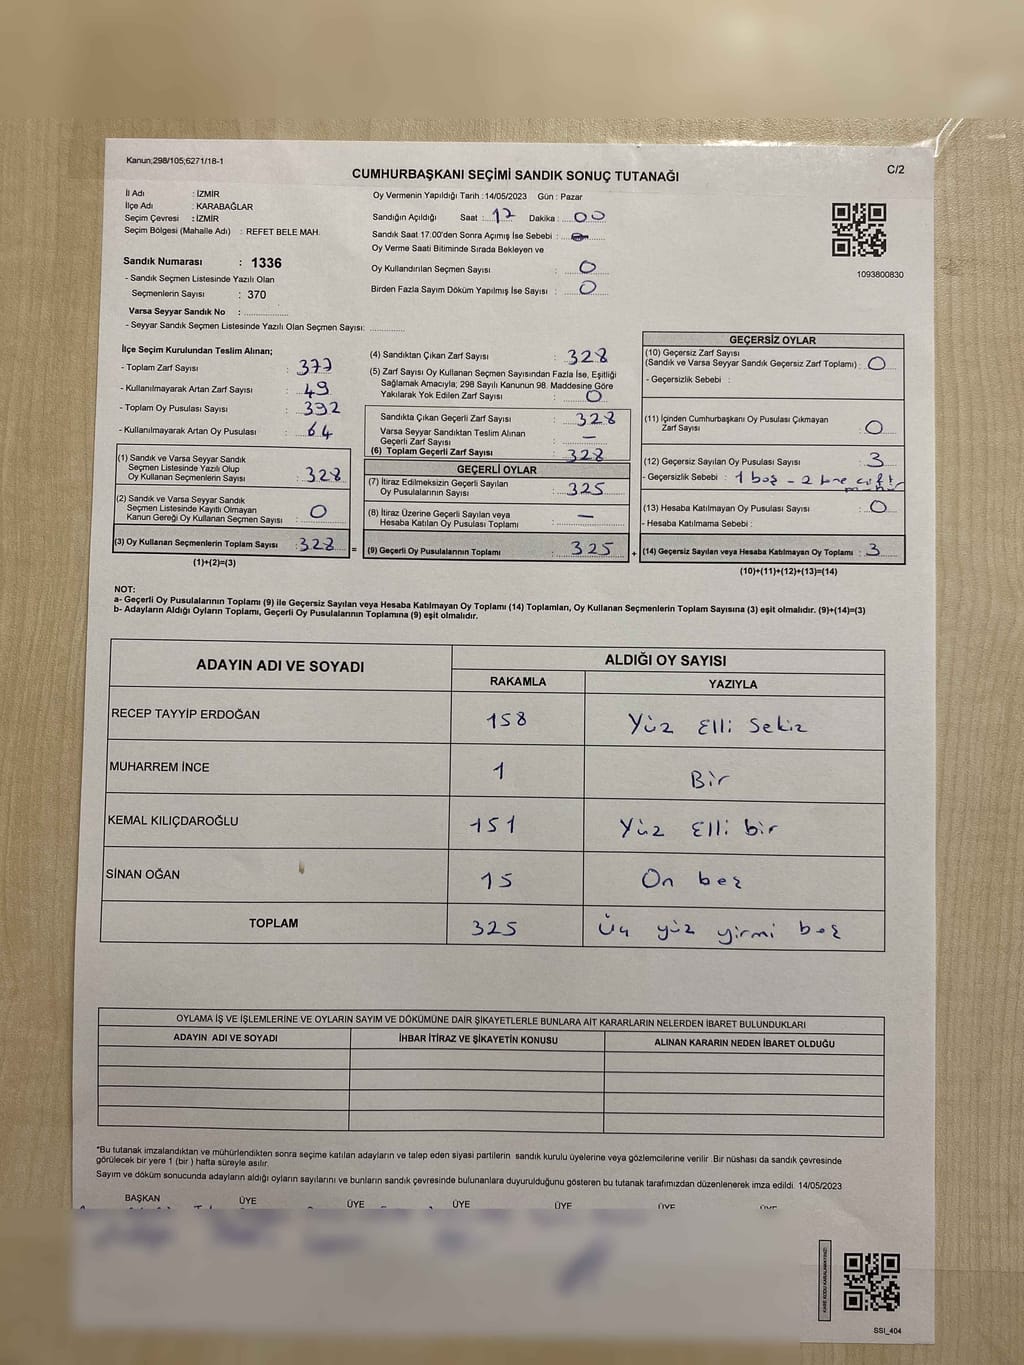 Kanun;298/105;6271/18-1
C/2
CUMHURBAŞKANI SEÇİMİ SANDIK SONUÇ TUTANAĞI
İl Adı : İZMİR
İlçe Adı : KARABAĞLAR
Seçim Çevresi : İZMİR
Seçim Bölgesi (Mahalle Adı) : REFET BELE MAH.
Sandık Numarası : 1336
- Sandık Seçmen Listesinde Yazılı Olan
Seçmenlerin Sayısı : 370
Varsa Seyyar Sandık No : ............
- Seyyar Sandık Seçmen Listesinde Yazılı Olan Seçmen Sayısı: ............
Oy Vermenin Yapıldığı Tarih : 14/05/2023 Gün : Pazar
Sandığın Açıldığı Saat : 17 Dakika : 00
Sandık Saat 17:00'den Sonra Açımış İse Sebebi :
Oy Verme Saati Bitiminde Sırada Bekleyen ve
Oy Kullandırılan Seçmen Sayısı : 0
Birden Fazla Sayım Döküm Yapılmış İse Sayısı : 0
1093800830
İlçe Seçim Kurulundan Teslim Alınan;
- Toplam Zarf Sayısı : 377
- Kullanılmayarak Artan Zarf Sayısı : 49
- Toplam Oy Pusulası Sayısı : 392
- Kullanılmayarak Artan Oy Pusulası : 64
(1) Sandık ve Varsa Seyyar Sandık
Seçmen Listesinde Yazılı Olup
Oy Kullanan Seçmenlerin Sayısı : 328
(2) Sandık ve Varsa Seyyar Sandık
Seçmen Listesinde Kayıtlı Olmayan
Kanun Gereği Oy Kullanan Seçmen Sayısı : 0
(3) Oy Kullanan Seçmenlerin Toplam Sayısı : 328
(1)+(2)=(3)
=
(4) Sandıktan Çıkan Zarf Sayısı : 328
(5) Zarf Sayısı Oy Kullanan Seçmen Sayısından Fazla İse, Eşitliği
Sağlamak Amacıyla; 298 Sayılı Kanunun 98. Maddesine Göre
Yakılarak Yok Edilen Zarf Sayısı : 0
Sandıkta Çıkan Geçerli Zarf Sayısı : 328
Varsa Seyyar Sandıktan Teslim Alınan
Geçerli Zarf Sayısı : —
(6) Toplam Geçerli Zarf Sayısı : 328
GEÇERLİ OYLAR
(7) İtiraz Edilmeksizin Geçerli Sayılan
Oy Pusulalarının Sayısı : 325
(8) İtiraz Üzerine Geçerli Sayılan veya
Hesaba Katılan Oy Pusulası Toplamı : —
(9) Geçerli Oy Pusulalarının Toplamı : 325
+
GEÇERSİZ OYLAR
(10) Geçersiz Zarf Sayısı
(Sandık ve Varsa Seyyar Sandık Geçersiz Zarf Toplamı) : 0
- Geçersizlik Sebebi :
(11) İçinden Cumhurbaşkanı Oy Pusulası Çıkmayan
Zarf Sayısı : 0
(12) Geçersiz Sayılan Oy Pusulası Sayısı : 3
- Geçersizlik Sebebi : 1 boş - 2 çift
(13) Hesaba Katılmayan Oy Pusulası Sayısı : 0
- Hesaba Katılmama Sebebi :
(14) Geçersiz Sayılan veya Hesaba Katılmayan Oy Toplamı : 3
(10)+(11)+(12)+(13)=(14)
NOT:
a- Geçerli Oy Pusulalarının Toplamı (9) ile Geçersiz Sayılan veya Hesaba Katılmayan Oy Toplamı (14) Toplamları, Oy Kullanan Seçmenlerin Toplam Sayısına (3) eşit olmalıdır. (9)+(14)=(3)
b- Adayların Aldığı Oyların Toplamı, Geçerli Oy Pusulalarının Toplamına (9) eşit olmalıdır.
ADAYIN ADI VE SOYADI
ALDIĞI OY SAYISI
RAKAMLA YAZIYLA
RECEP TAYYİP ERDOĞAN 158 Yüz Elli Sekiz
MUHARREM İNCE 1 Bir
KEMAL KILIÇDAROĞLU 151 Yüz Elli bir
SİNAN OĞAN 15 On beş
TOPLAM 325 Üç yüz yirmi beş
OYLAMA İŞ VE İŞLEMLERİNE VE OYLARIN SAYIM VE DÖKÜMÜNE DAİR ŞİKAYETLERLE BUNLARA AİT KARARLARIN NELERDEN İBARET BULUNDUKLARI
ADAYIN ADI VE SOYADI İHBAR İTİRAZ VE ŞİKAYETİN KONUSU ALINAN KARARIN NEDEN İBARET OLDUĞU
*Bu tutanak imzalandıktan ve mühürlendikten sonra seçime katılan adayların ve talep eden siyasi partilerin sandık kurulu üyelerine veya gözlemcilerine verilir. Bir nüshası da sandık çevresinde
görülecek bir yere 1 (bir ) hafta süreyle asılır.
Sayım ve döküm sonucunda adayların aldığı oyların sayılarını ve bunların sandık çevresinde bulunanlara duyurulduğunu gösteren bu tutanak tarafımızdan düzenlenerek imza edildi. 14/05/2023
BAŞKAN ÜYE ÜYE ÜYE ÜYE ÜYE ÜYE
SSI_404